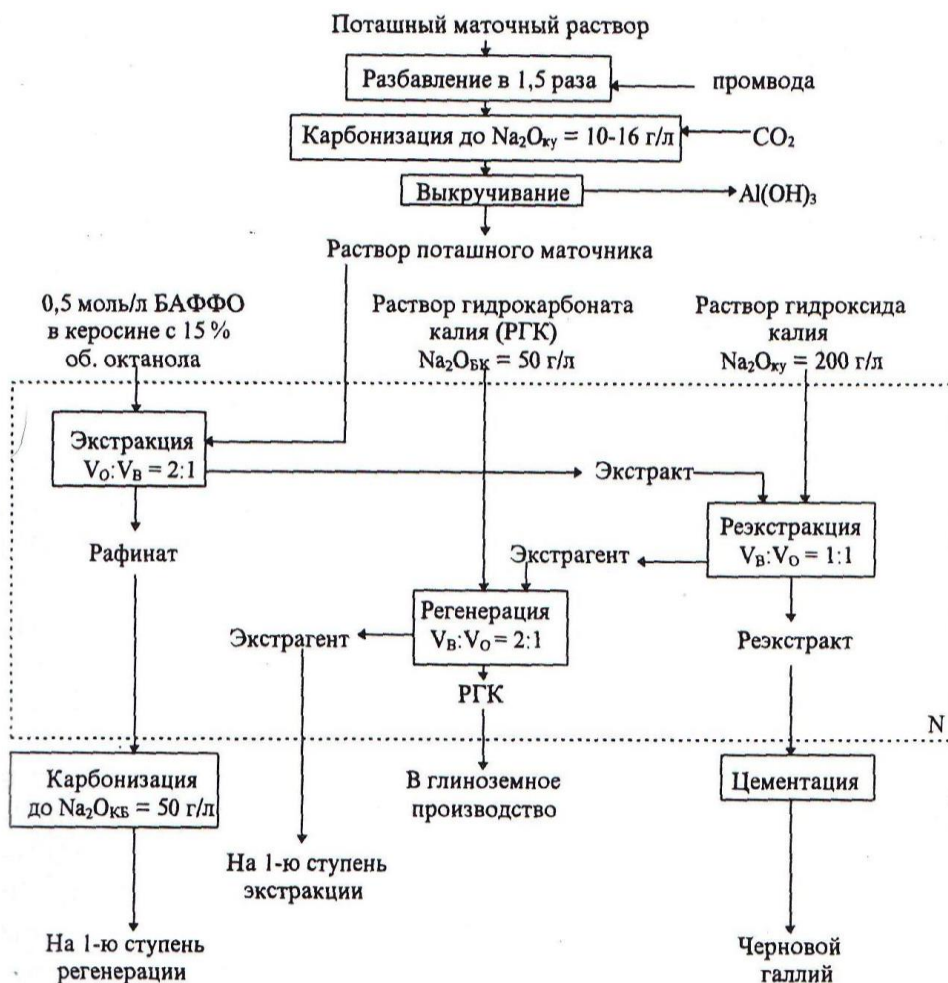 Поташный маточный раствор
Разбавление в 1,5 раза
промвода
Карбонизация до Na₂Oку = 10-16 г/л
CO₂
Выкручивание
Al(OH)₃
Раствор поташного маточника
0,5 моль/л БАФФО
в керосине с 15 %
об. октанола
Раствор гидрокарбоната
калия (РГК)
Na₂OБК = 50 г/л
Раствор гидроксида
калия
Na₂Oку = 200 г/л
Экстракция
VO:VВ = 2:1
Экстракт
Рафинат
Реэкстракция
VВ:VО = 1:1
Экстрагент
Регенерация
VВ:VО = 2:1
Экстрагент
Реэкстракт
РГК
N
Карбонизация
до Na₂OКБ = 50 г/л
В глиноземное
производство
Цементация
На 1-ю ступень
экстракции
На 1-ю ступень
регенерации
Черновой
галлий